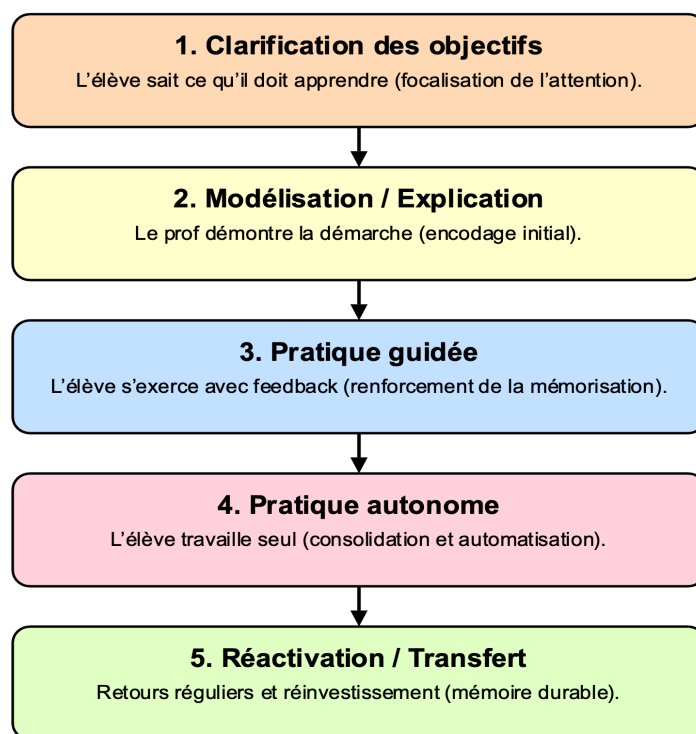 1. Clarification des objectifs
L’élève sait ce qu’il doit apprendre (focalisation de l’attention).
2. Modélisation / Explication
Le prof démontre la démarche (encodage initial).
3. Pratique guidée
L’élève s’exerce avec feedback (renforcement de la mémorisation).
4. Pratique autonome
L’élève travaille seul (consolidation et automatisation).
5. Réactivation / Transfert
Retours réguliers et réinvestissement (mémoire durable).